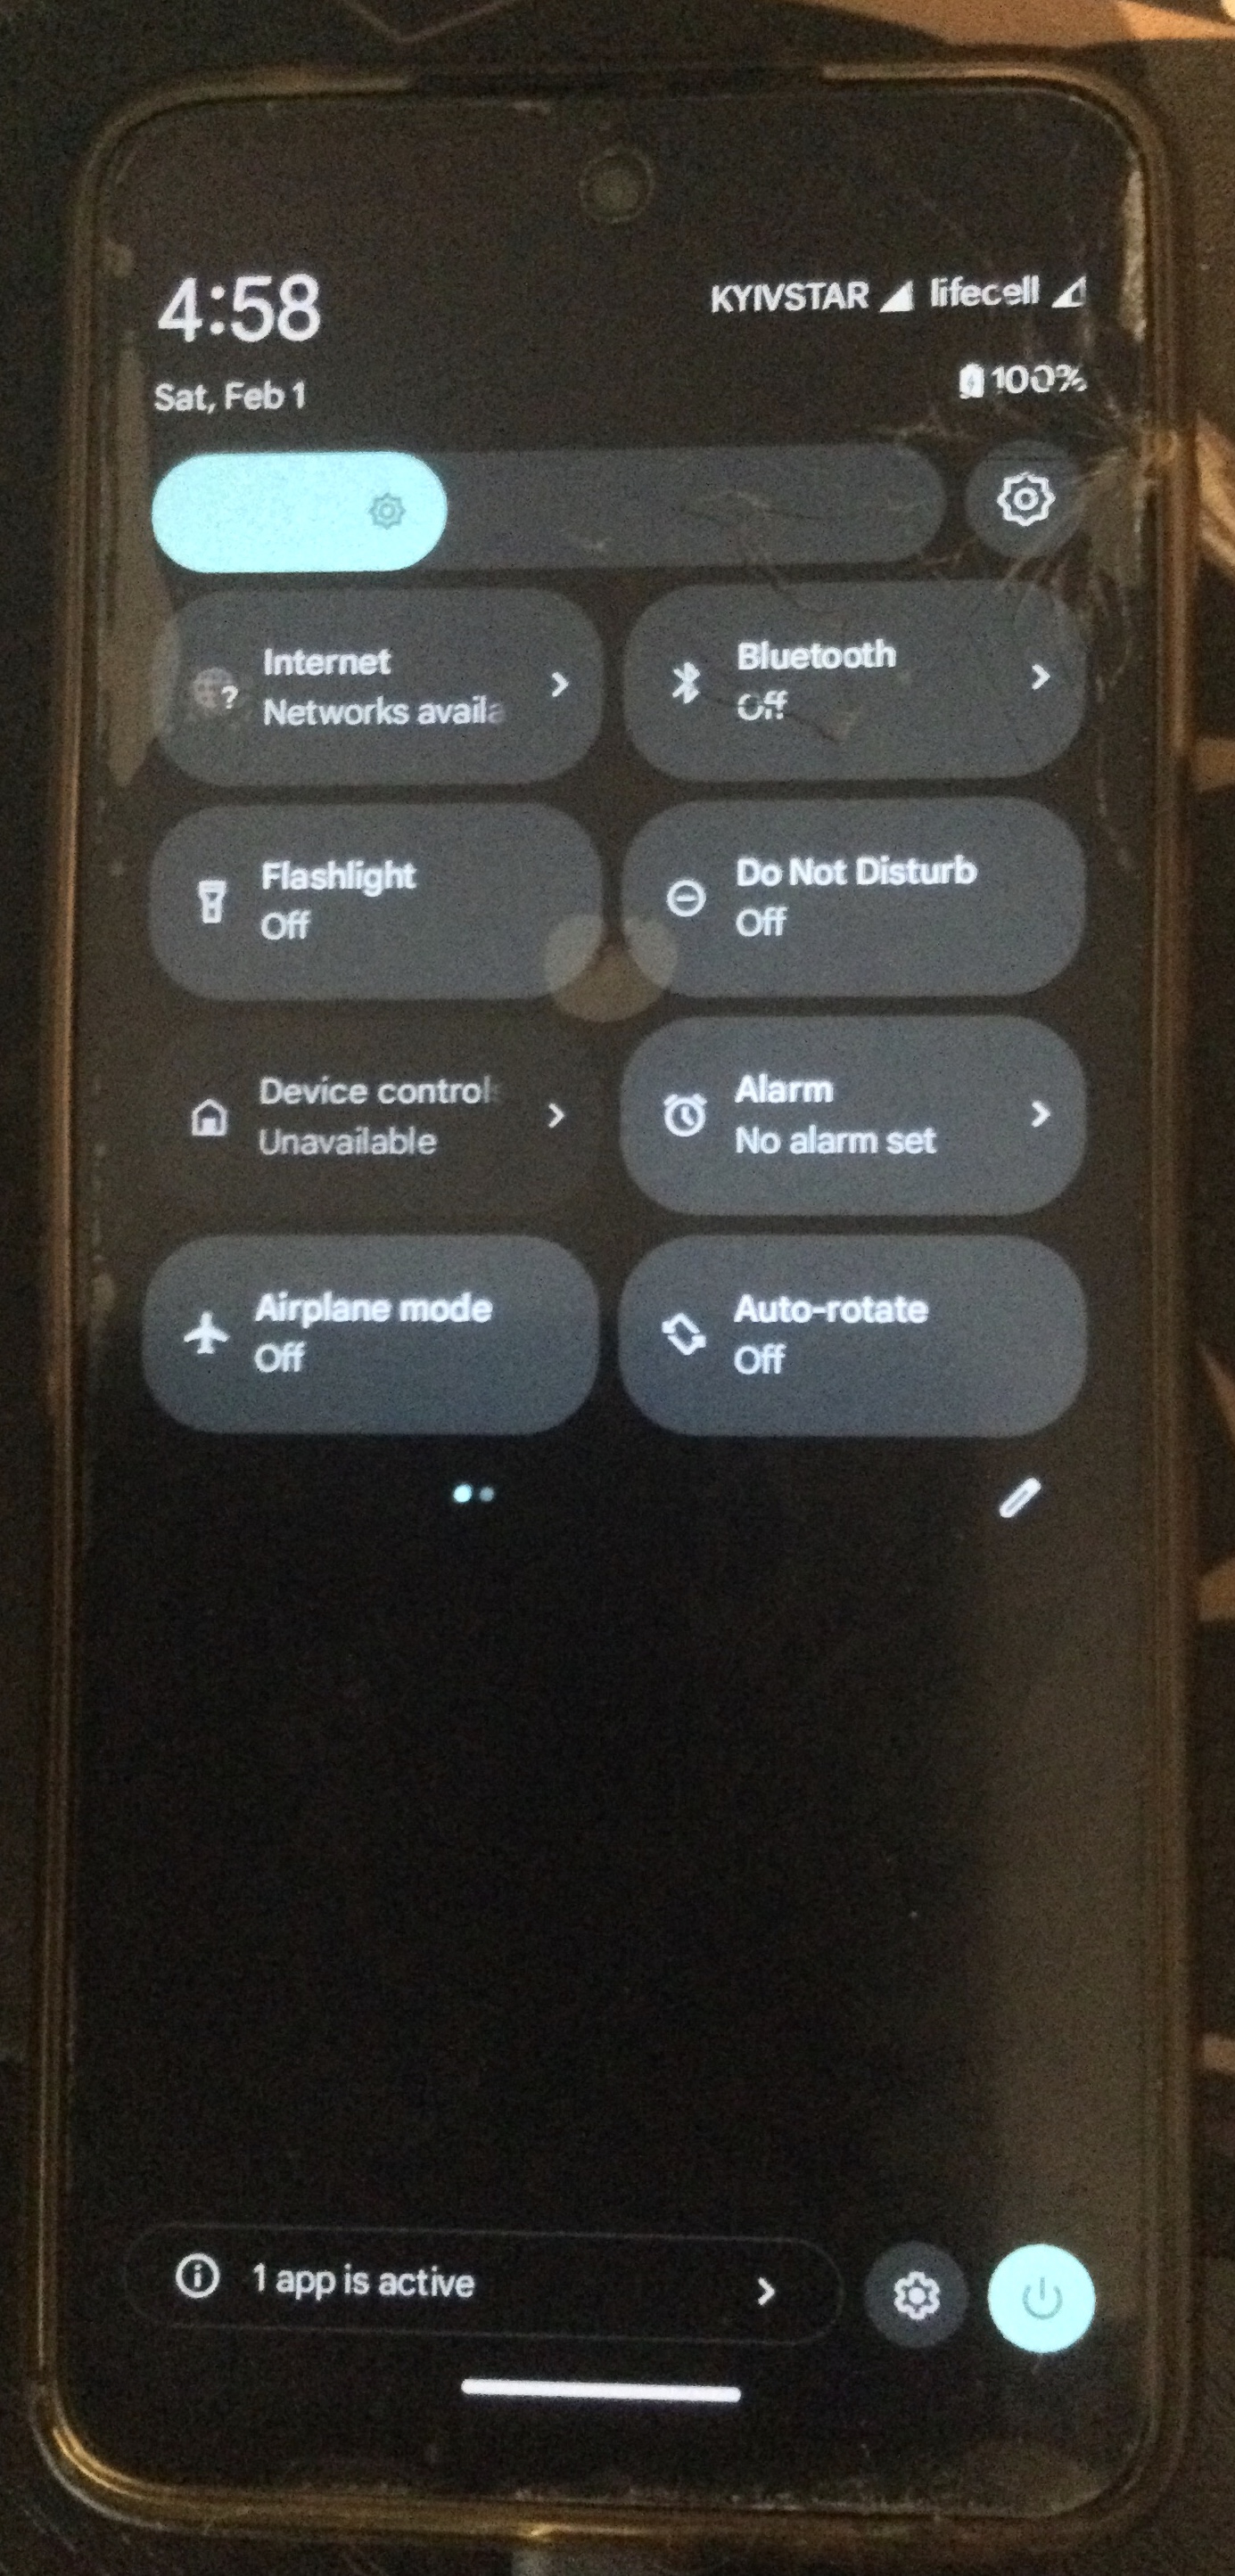 4:58
KYIVSTAR lifecell
Sat, Feb 1
100%
Internet
Networks availa
Bluetooth
Off
Flashlight
Off
Do Not Disturb
Off
Device control
Unavailable
Alarm
No alarm set
Airplane mode
Off
Auto-rotate
Off
1 app is active